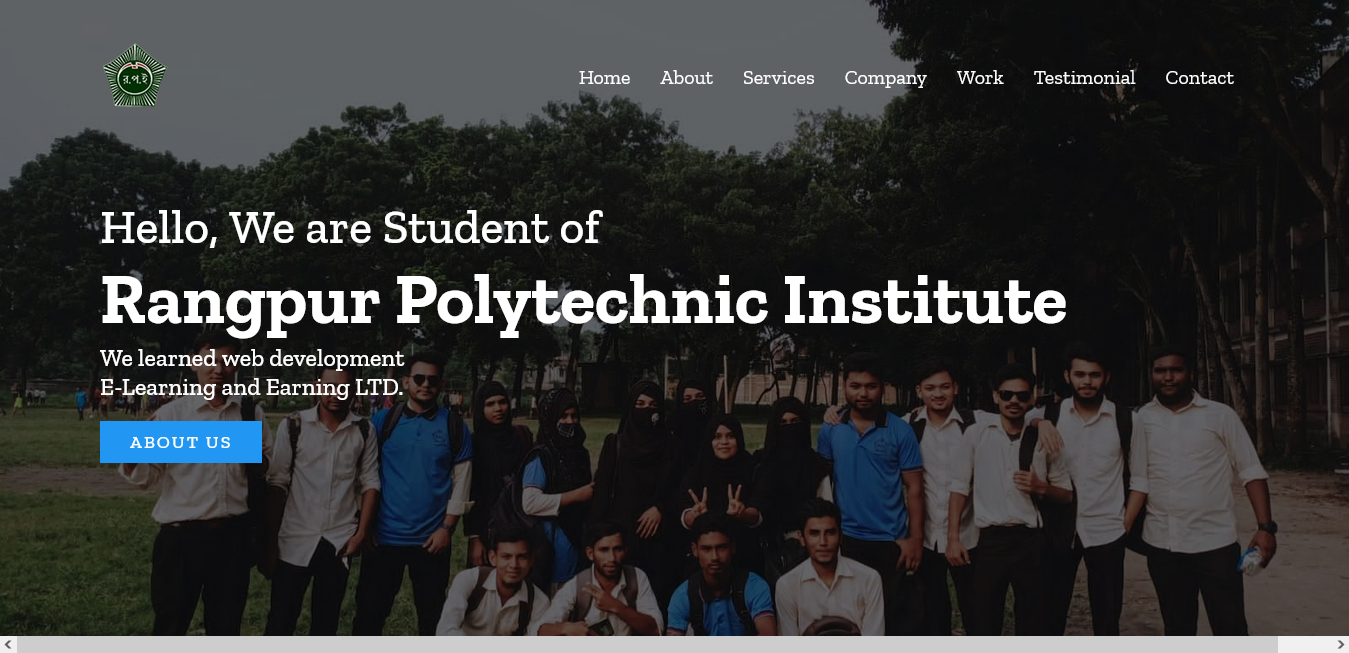 র.প.ই
Home About Services Company Work Testimonial Contact
Hello, We are Student of
Rangpur Polytechnic Institute
We learned web development
E-Learning and Earning LTD.
ABOUT US